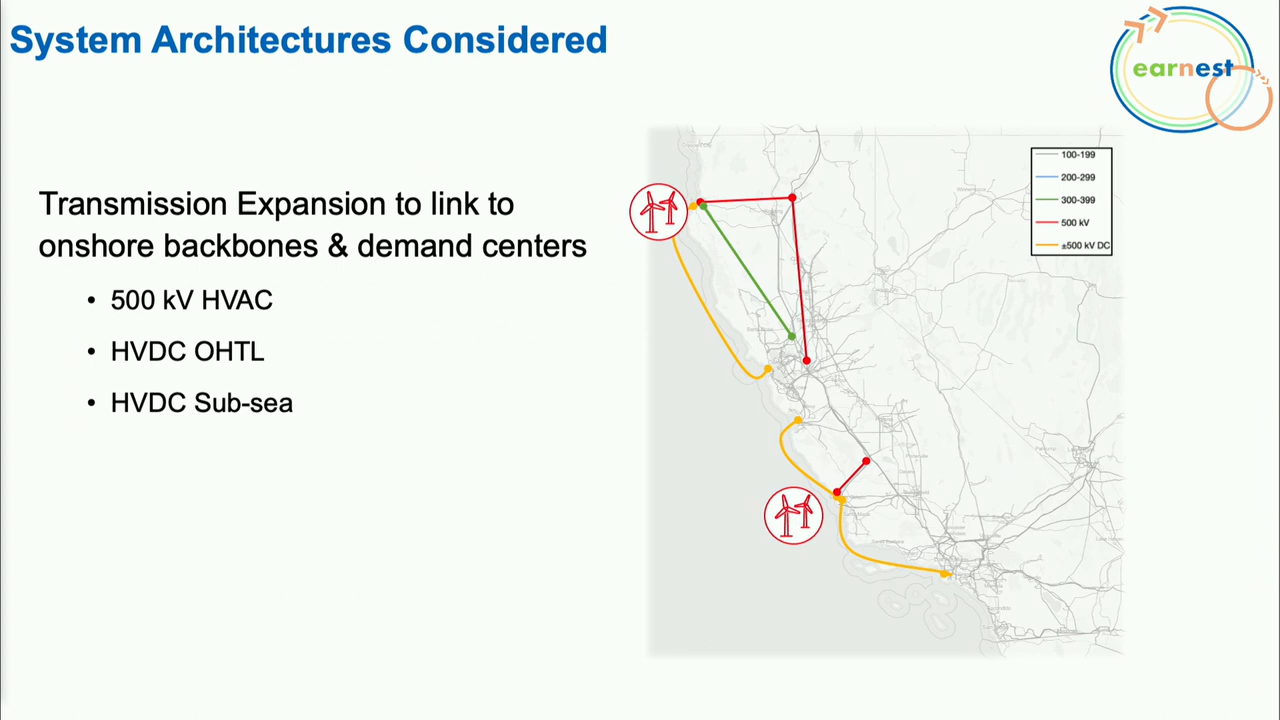 System Architectures Considered
earnest
Transmission Expansion to link to
onshore backbones & demand centers
• 500 kV HVAC
• HVDC OHTL
• HVDC Sub-sea
100-199
200-299
300-399
500 kV
±500 kV DC